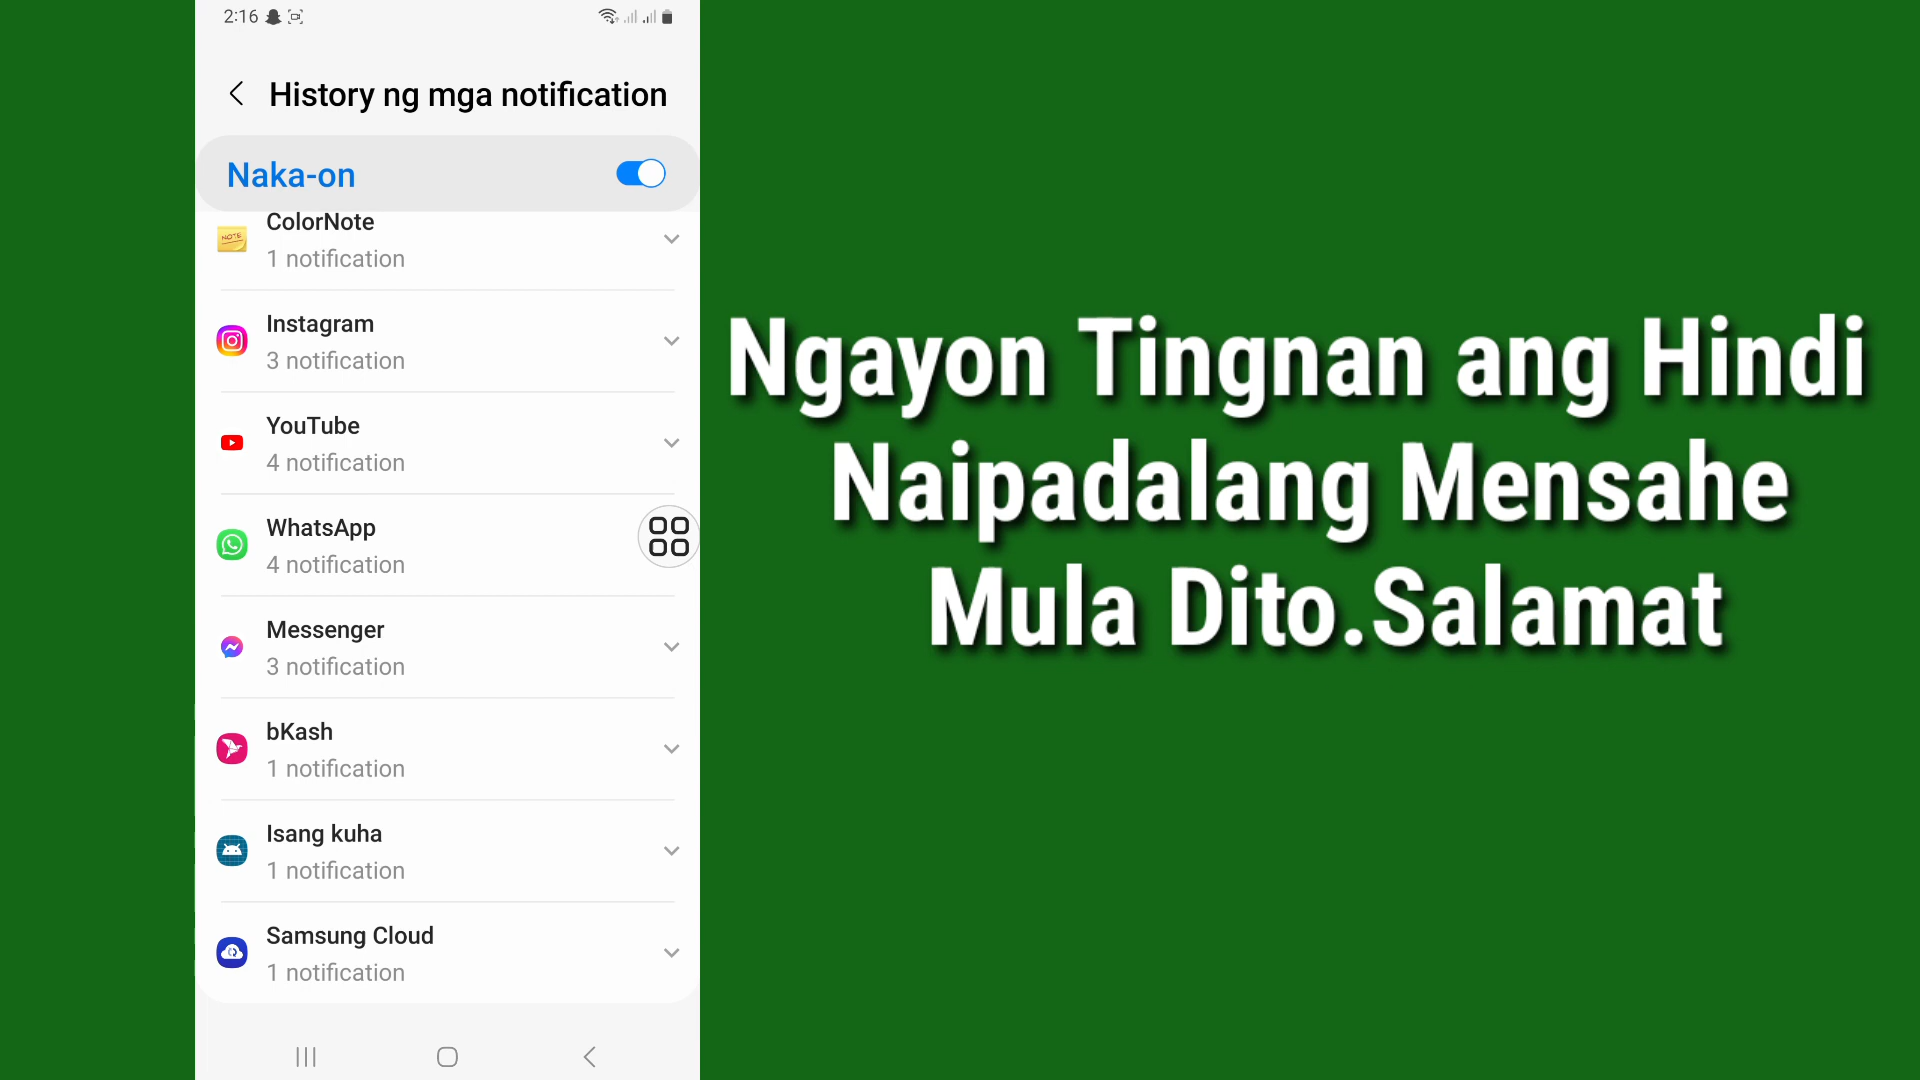 2:16
History ng mga notification
Naka-on
ColorNote
NOTE
1 notification
Instagram
3 notification
YouTube
4 notification
WhatsApp
4 notification
Messenger
3 notification
bKash
1 notification
Isang kuha
1 notification
Samsung Cloud
1 notification
Ngayon Tingnan ang Hindi
Naipadalang Mensahe
Mula Dito.Salamat